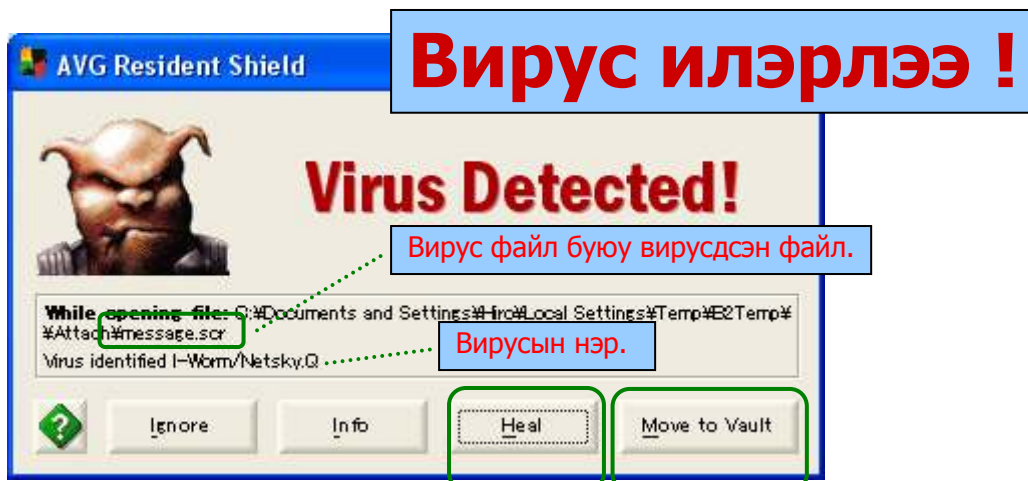 Вирус илэрлээ !
AVG Resident Shield
Virus Detected!
Вирус файл буюу вирусдсэн файл.
While opening file: C:¥Documents and Settings¥Hiro¥Local Settings¥Temp¥B2Temp¥
¥Attach¥message.scr
Вирусын нэр.
Virus identified I-Worm/Netsky.Q
?
Ignore
Info
Heal
Move to Vault